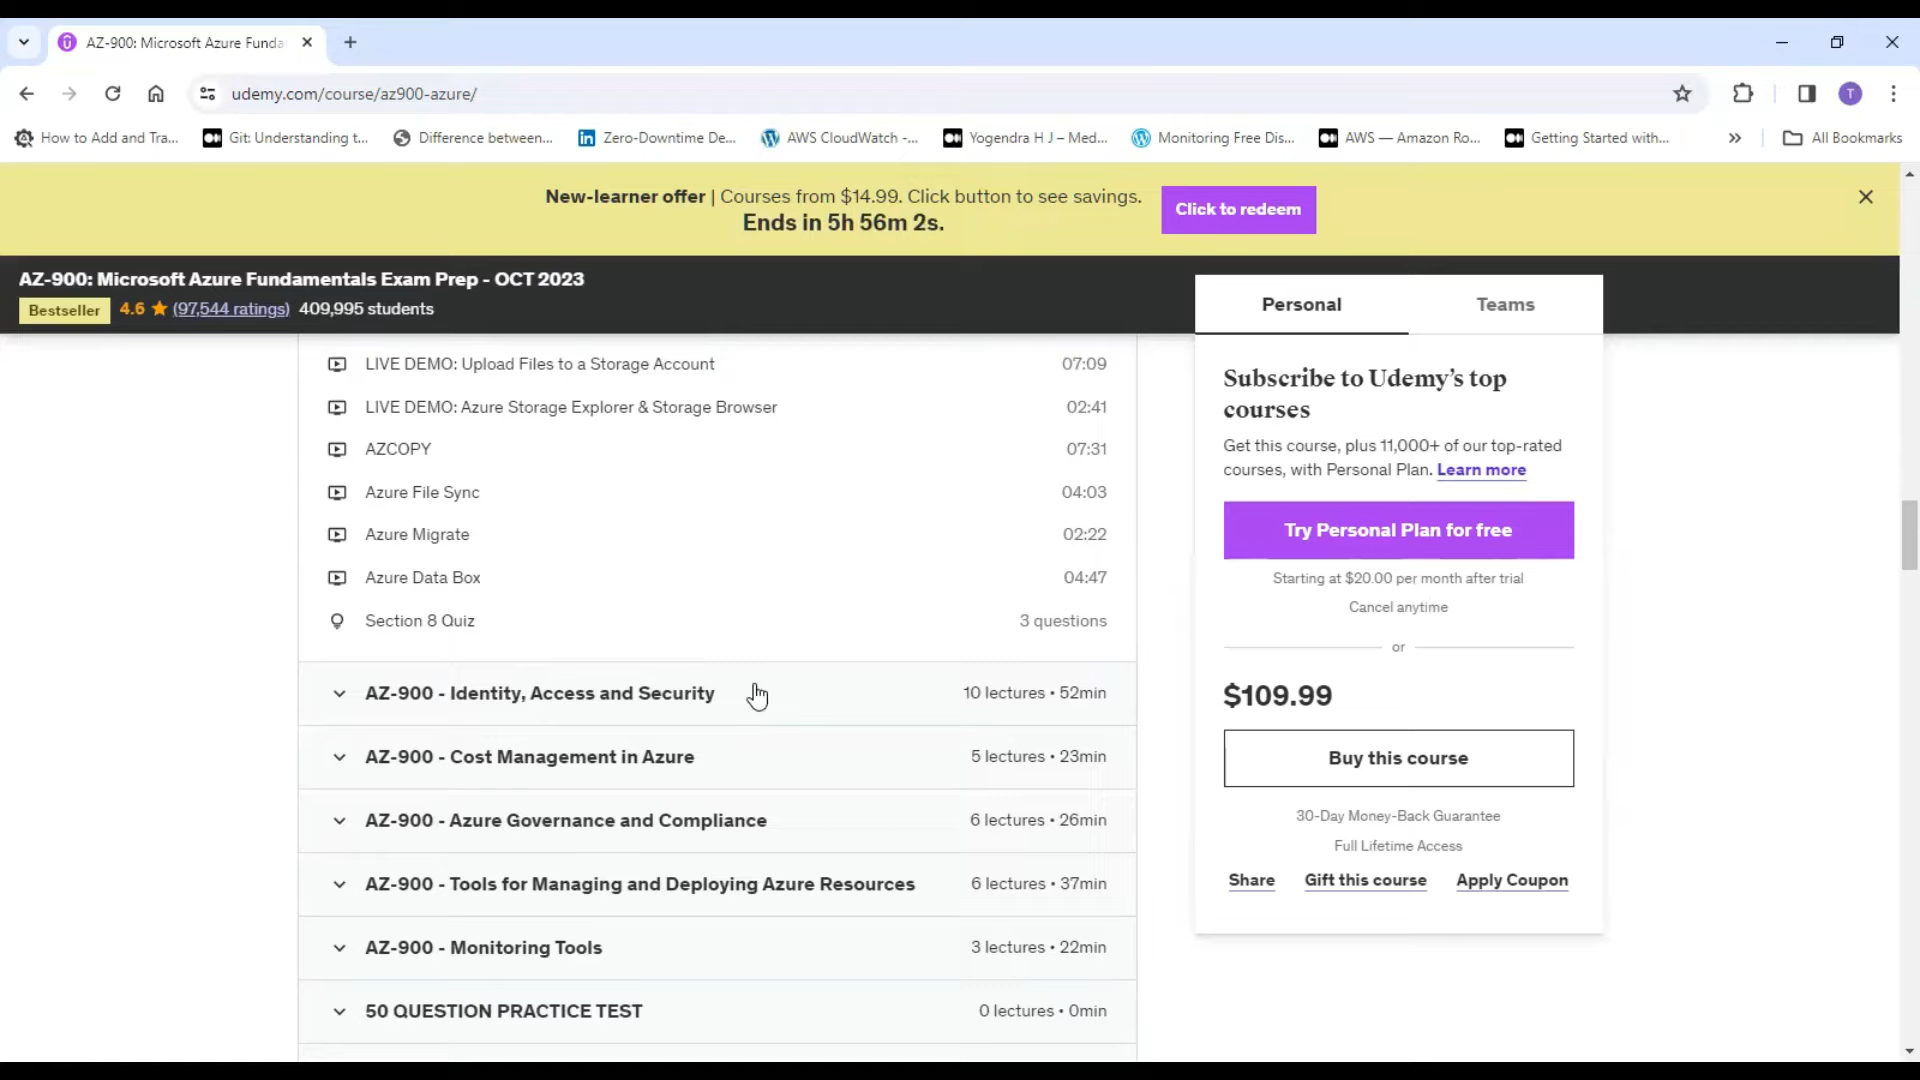 AZ-900: Microsoft Azure Funda
udemy.com/course/az900-azure/
T
How to Add and Tra...
Git: Understanding t...
Difference between...
Zero-Downtime De...
AWS CloudWatch -...
Yogendra H J – Med...
Monitoring Free Dis...
AWS — Amazon Ro...
Getting Started with...
All Bookmarks
New-learner offer | Courses from $14.99. Click button to see savings.
Ends in 5h 56m 2s.
Click to redeem
AZ-900: Microsoft Azure Fundamentals Exam Prep - OCT 2023
Bestseller 4.6 (97,544 ratings) 409,995 students
LIVE DEMO: Upload Files to a Storage Account 07:09
LIVE DEMO: Azure Storage Explorer & Storage Browser 02:41
AZCOPY 07:31
Azure File Sync 04:03
Azure Migrate 02:22
Azure Data Box 04:47
Section 8 Quiz 3 questions
AZ-900 - Identity, Access and Security 10 lectures • 52min
AZ-900 - Cost Management in Azure 5 lectures • 23min
AZ-900 - Azure Governance and Compliance 6 lectures • 26min
AZ-900 - Tools for Managing and Deploying Azure Resources 6 lectures • 37min
AZ-900 - Monitoring Tools 3 lectures • 22min
50 QUESTION PRACTICE TEST 0 lectures • 0min
Personal Teams
Subscribe to Udemy's top
courses
Get this course, plus 11,000+ of our top-rated
courses, with Personal Plan. Learn more
Try Personal Plan for free
Starting at $20.00 per month after trial
Cancel anytime
or
$109.99
Buy this course
30-Day Money-Back Guarantee
Full Lifetime Access
Share Gift this course Apply Coupon